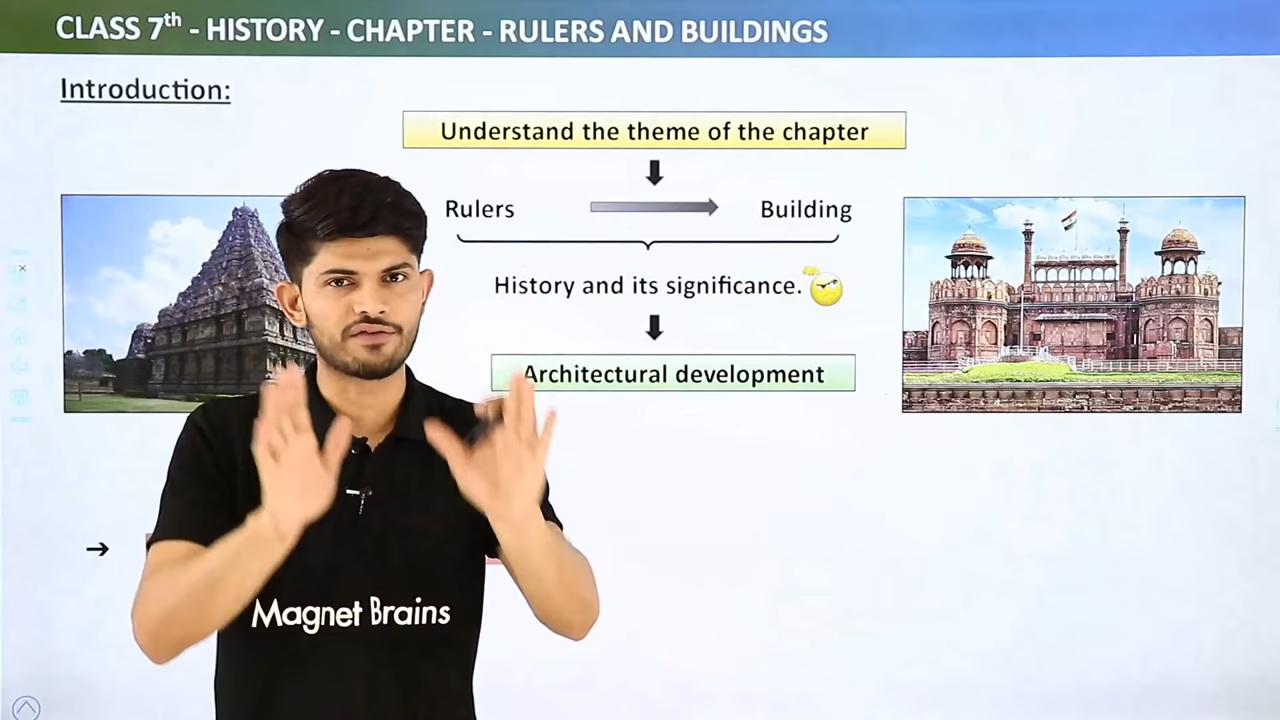 CLASS 7th - HISTORY - CHAPTER - RULERS AND BUILDINGS
Introduction:
Understand the theme of the chapter
Rulers
Building
History and its significance.
Architectural development
Magnet Brains